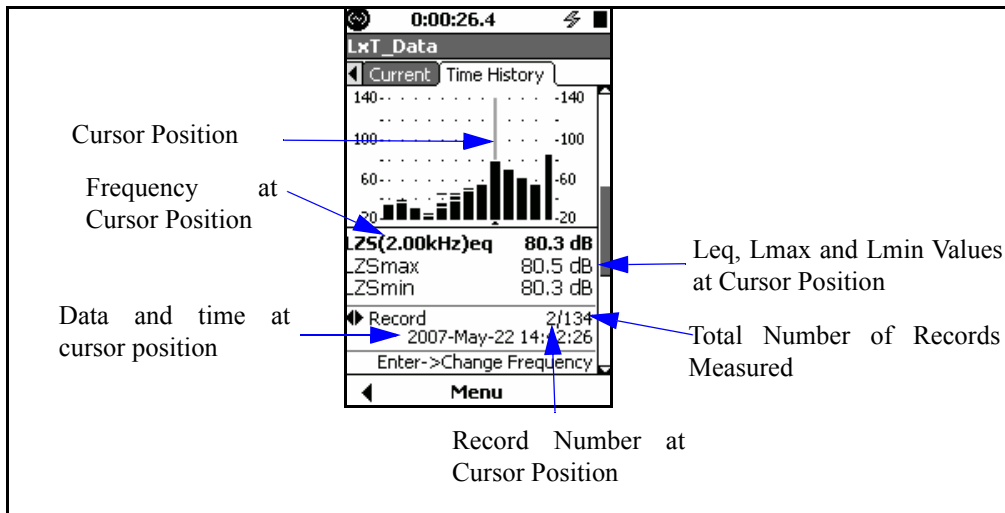 0:00:26.4
LxT_Data
Current Time History
140 -140
100 -100
60 -60
20 -20
LZS(2.00kHz)eq 80.3 dB
LZSmax 80.5 dB
LZSmin 80.3 dB
Record 2/134
2007-May-22 14:42:26
Enter->Change Frequency
Menu
Cursor Position
Frequency at
Cursor Position
Data and time at
cursor position
Leq, Lmax and Lmin Values
at Cursor Position
Total Number of Records
Measured
Record Number at
Cursor Position